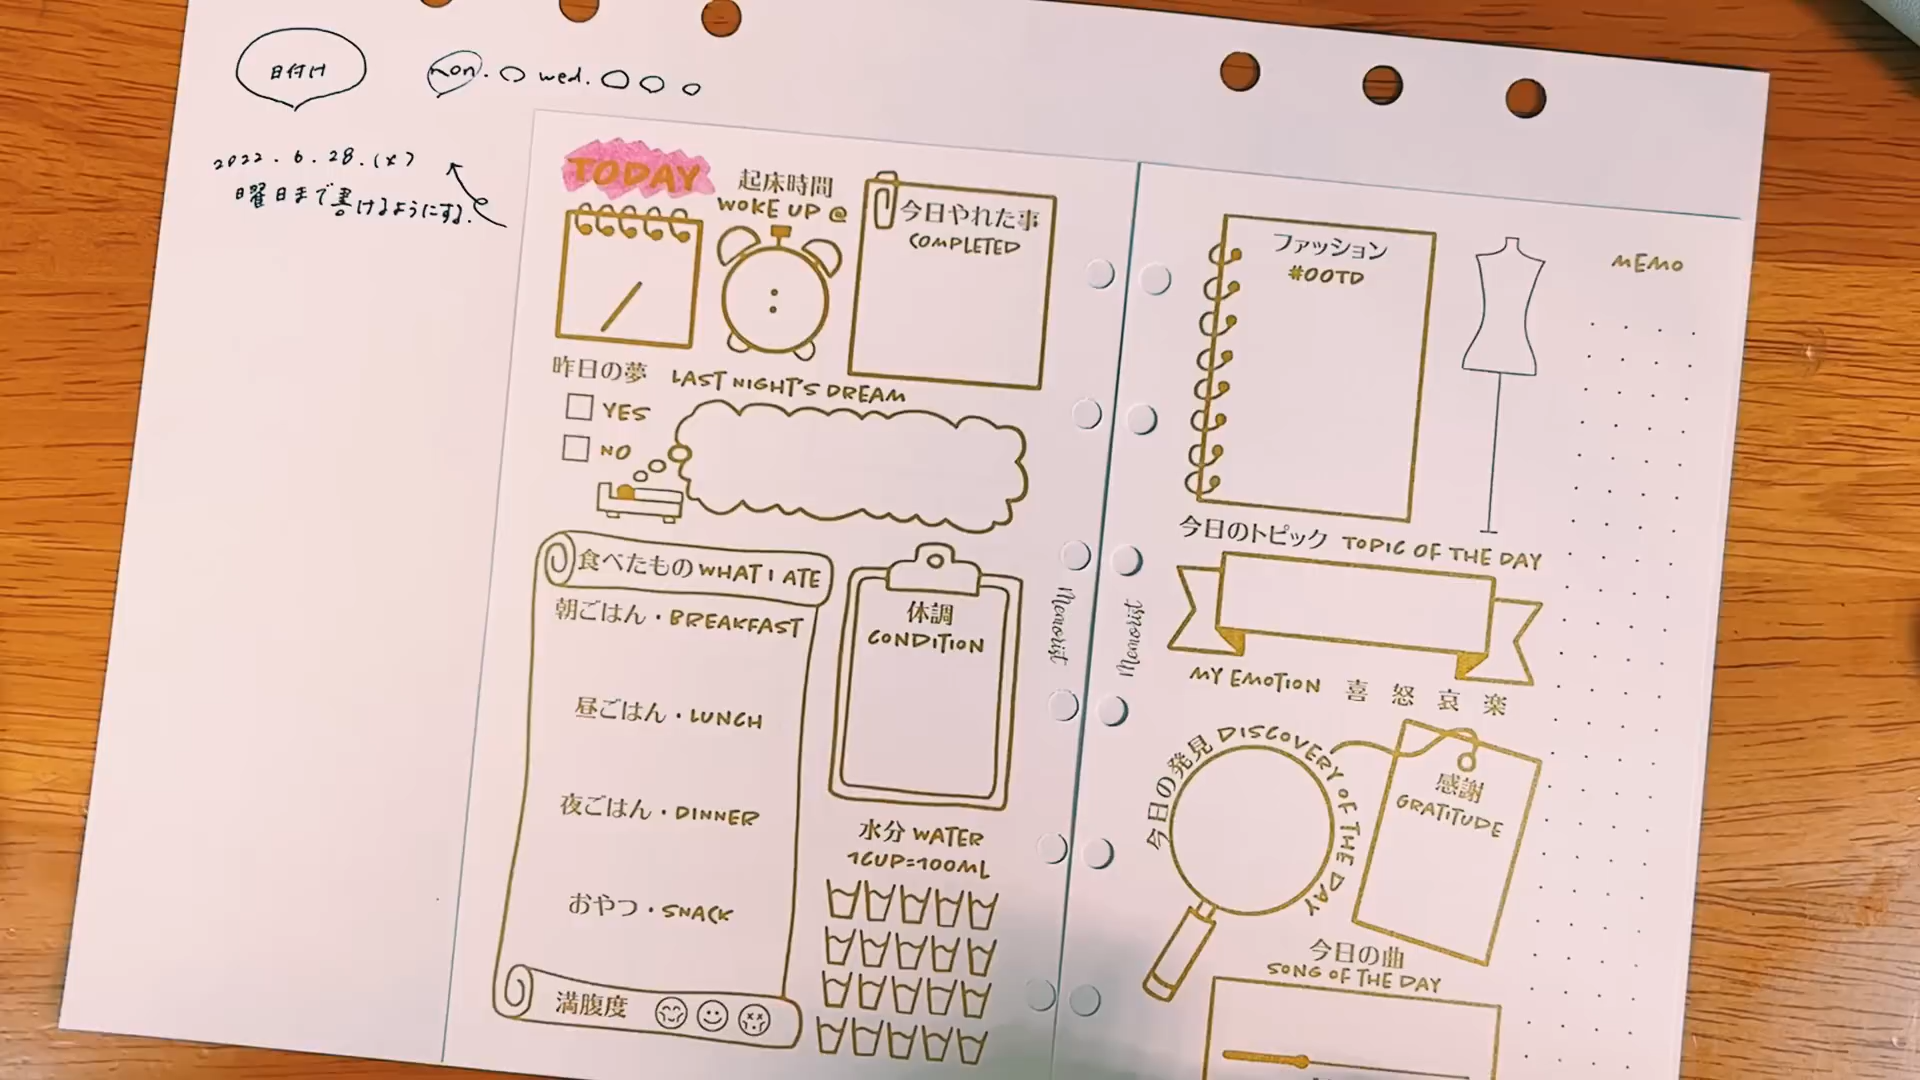 日付け
mon. wed.
2022.6.28.(火)
日曜日まで書けるようにする。
TODAY
起床時間
WOKE UP @
今日やれた事
COMPLETED
昨日の夢 LAST NIGHT'S DREAM
YES
NO
食べたもの WHAT I ATE
朝ごはん・BREAKFAST
昼ごはん・LUNCH
夜ごはん・DINNER
おやつ・SNACK
満腹度
体調
CONDITION
水分 WATER
1CUP=100ML
Memorist
Memorist
ファッション
#OOTD
MEMO
今日のトピック TOPIC OF THE DAY
MY EMOTION 喜 怒 哀 楽
今日の発見 DISCOVERY OF THE DAY
感謝
GRATITUDE
今日の曲
SONG OF THE DAY